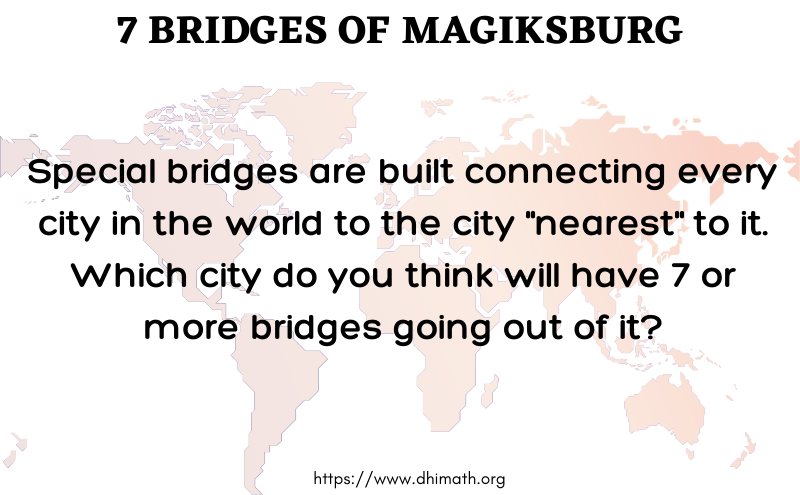 7 BRIDGES OF MAGIKSBURG
Special bridges are built connecting every
city in the world to the city "nearest" to it.
Which city do you think will have 7 or
more bridges going out of it?
https://www.dhimath.org